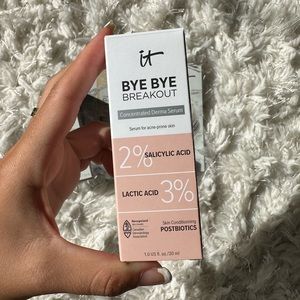 it
BYE BYE
BREAKOUT
Concentrated Derma Serum
Serum for acne-prone skin
2% SALICYLIC ACID
LACTIC ACID 3%
Skin Conditioning
POSTBIOTICS
1.0 US fl. oz./30 ml